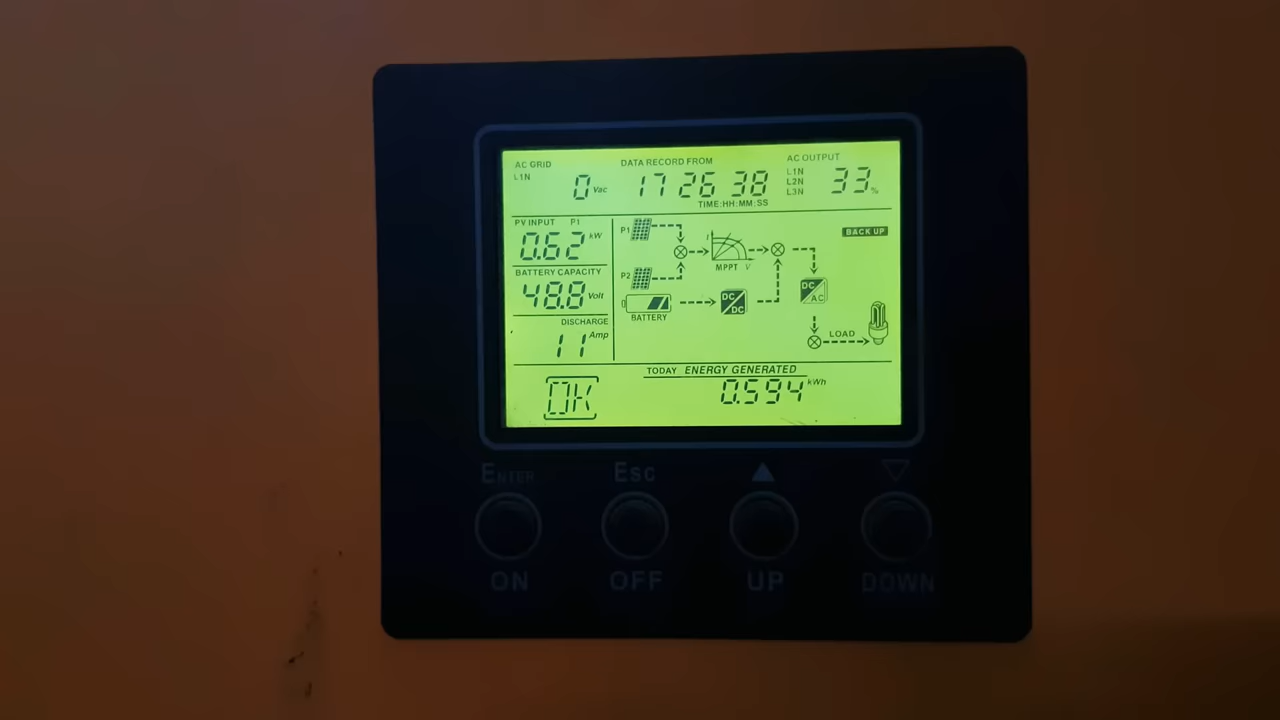 AC GRID DATA RECORD FROM AC OUTPUT
L1N 0 Vac 17 26 38 L1N L2N L3N 33 %
TIME:HH:MM:SS
PV INPUT P1
0.62 kW
BATTERY CAPACITY
48.8 Volt
DISCHARGE
11 Amp
P1
P2
MPPT V
BATTERY
DC DC
DC AC
BACK UP
LOAD
OK
TODAY ENERGY GENERATED
0.594 kWh
ENTER Esc ▲ ▽
ON OFF UP DOWN